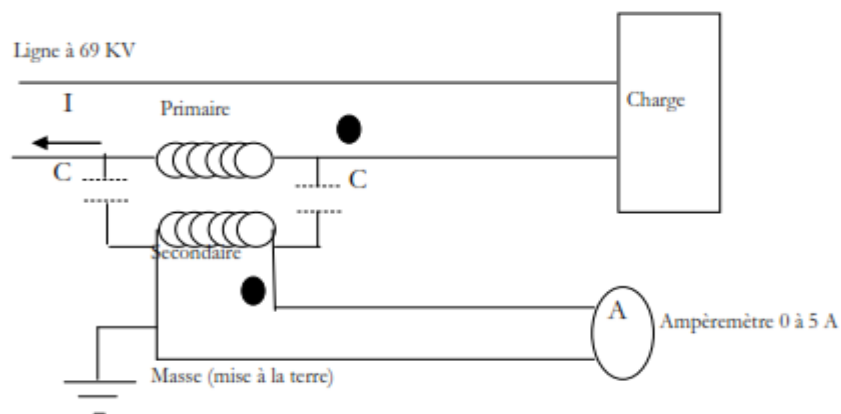 Ligne à 69 KV
I
Primaire
Charge
C
C
Secondaire
A
Ampèremètre 0 à 5 A
Masse (mise à la terre)